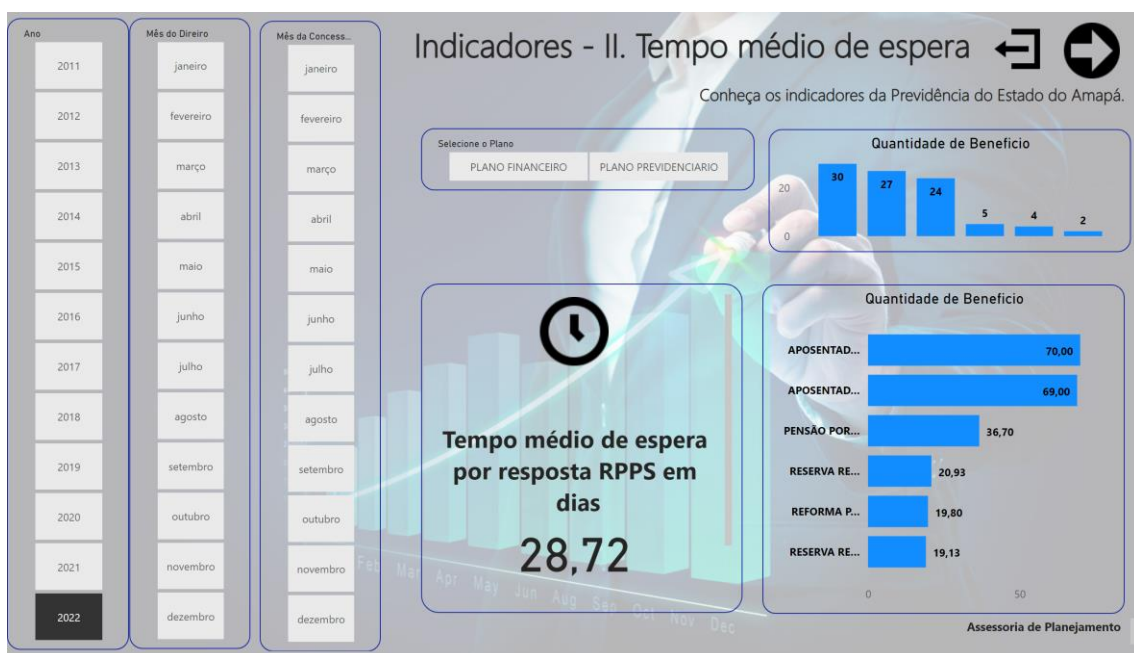 Ano
2011
2012
2013
2014
2015
2016
2017
2018
2019
2020
2021
2022
Mês do Direiro
janeiro
fevereiro
março
abril
maio
junho
julho
agosto
setembro
outubro
novembro
dezembro
Mês da Concess...
janeiro
fevereiro
março
abril
maio
junho
julho
agosto
setembro
outubro
novembro
dezembro
Indicadores - II. Tempo médio de espera
Conheça os indicadores da Previdência do Estado do Amapá.
Selecione o Plano
PLANO FINANCEIRO PLANO PREVIDENCIARIO
Quantidade de Beneficio
20
0
30 27 24 5 4 2
Tempo médio de espera
por resposta RPPS em
dias
28,72
Quantidade de Beneficio
APOSENTAD... 70,00
APOSENTAD... 69,00
PENSÃO POR... 36,70
RESERVA RE... 20,93
REFORMA P... 19,80
RESERVA RE... 19,13
0 50
Feb Mar Apr May Jun Aug Sep Oct Nov Dec
Assessoria de Planejamento